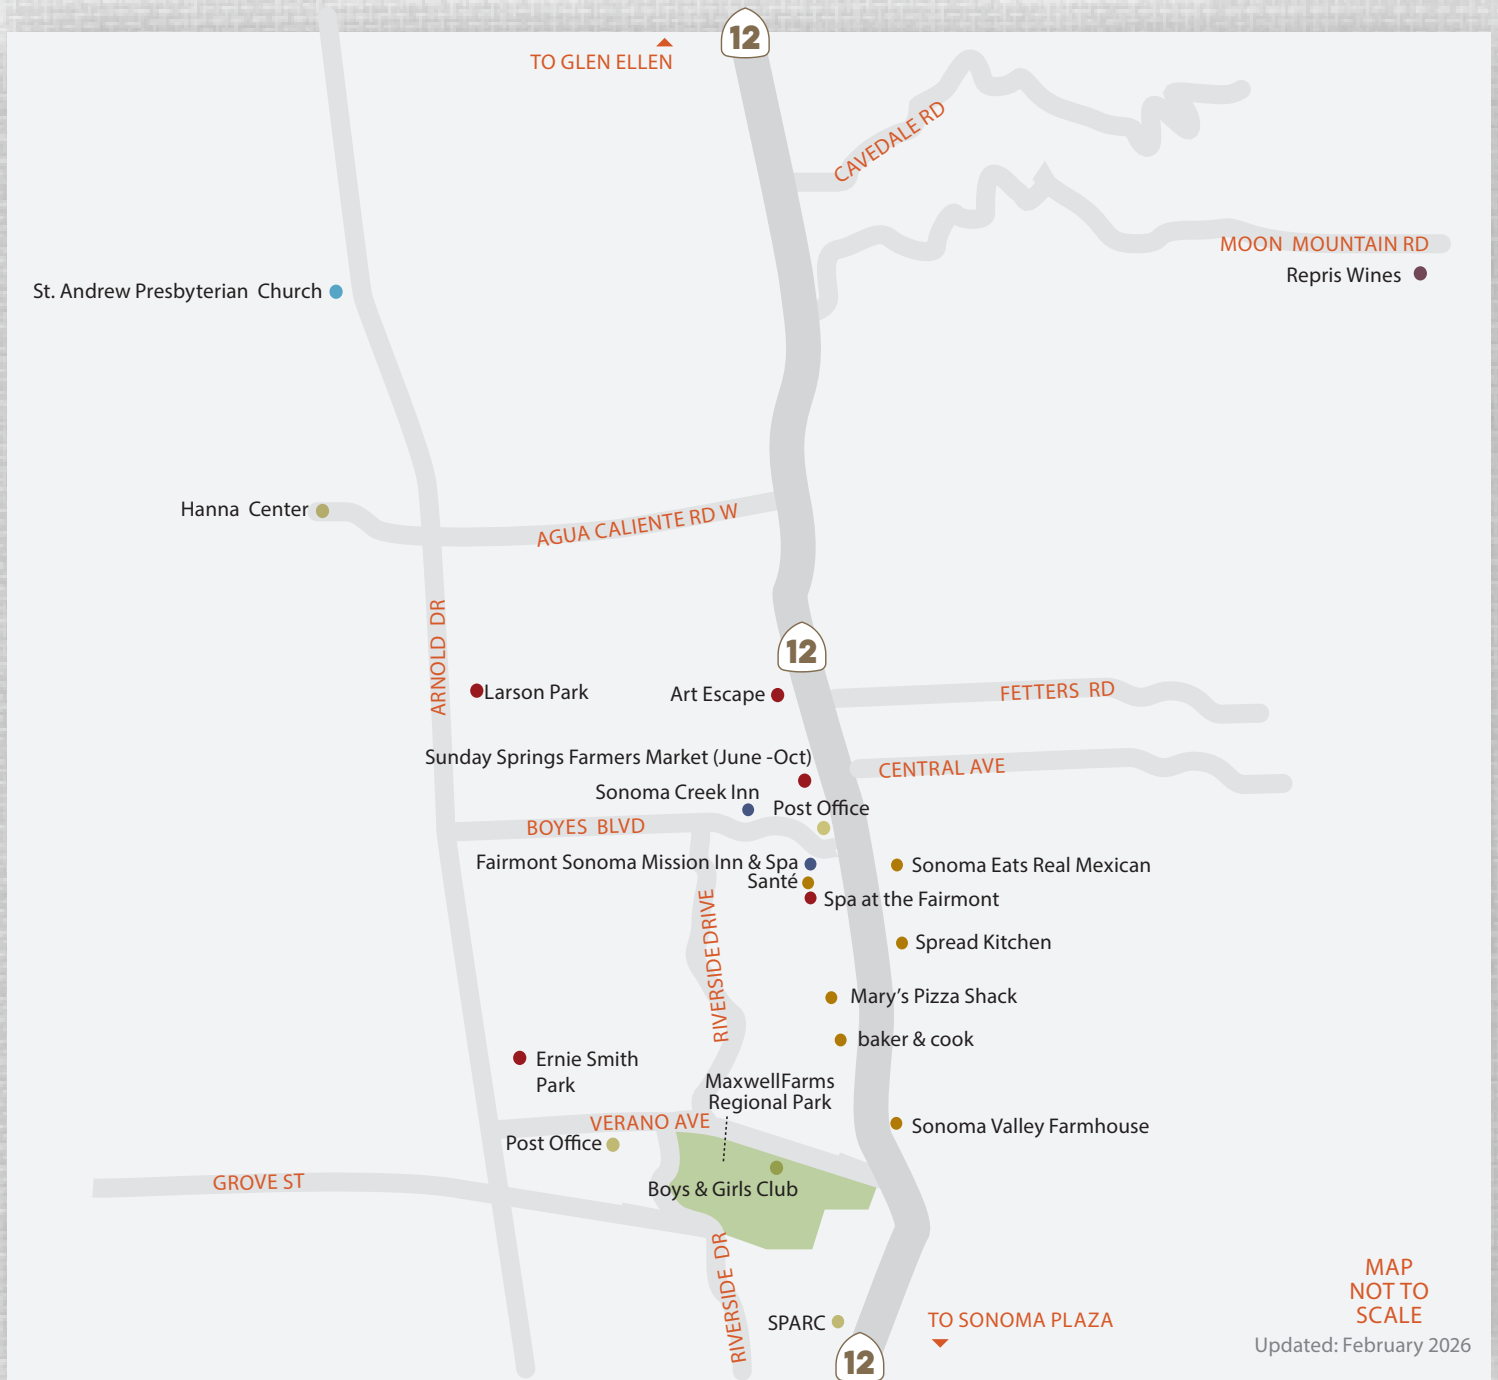 12
TO GLEN ELLEN
CAVEDALE RD
MOON MOUNTAIN RD
Repris Wines
St. Andrew Presbyterian Church
Hanna Center
AGUA CALIENTE RD W
ARNOLD DR
12
Larson Park
Art Escape
FETTERS RD
Sunday Springs Farmers Market (June -Oct)
CENTRAL AVE
Sonoma Creek Inn
Post Office
BOYES BLVD
Fairmont Sonoma Mission Inn & Spa
Sonoma Eats Real Mexican
Santé
Spa at the Fairmont
RIVERSIDE DRIVE
Spread Kitchen
Mary's Pizza Shack
baker & cook
Ernie Smith
Park
MaxwellFarms
Regional Park
VERANO AVE
Sonoma Valley Farmhouse
Post Office
GROVE ST
Boys & Girls Club
RIVERSIDE DR
SPARC
TO SONOMA PLAZA
12
MAP
NOT TO
SCALE
Updated: February 2026